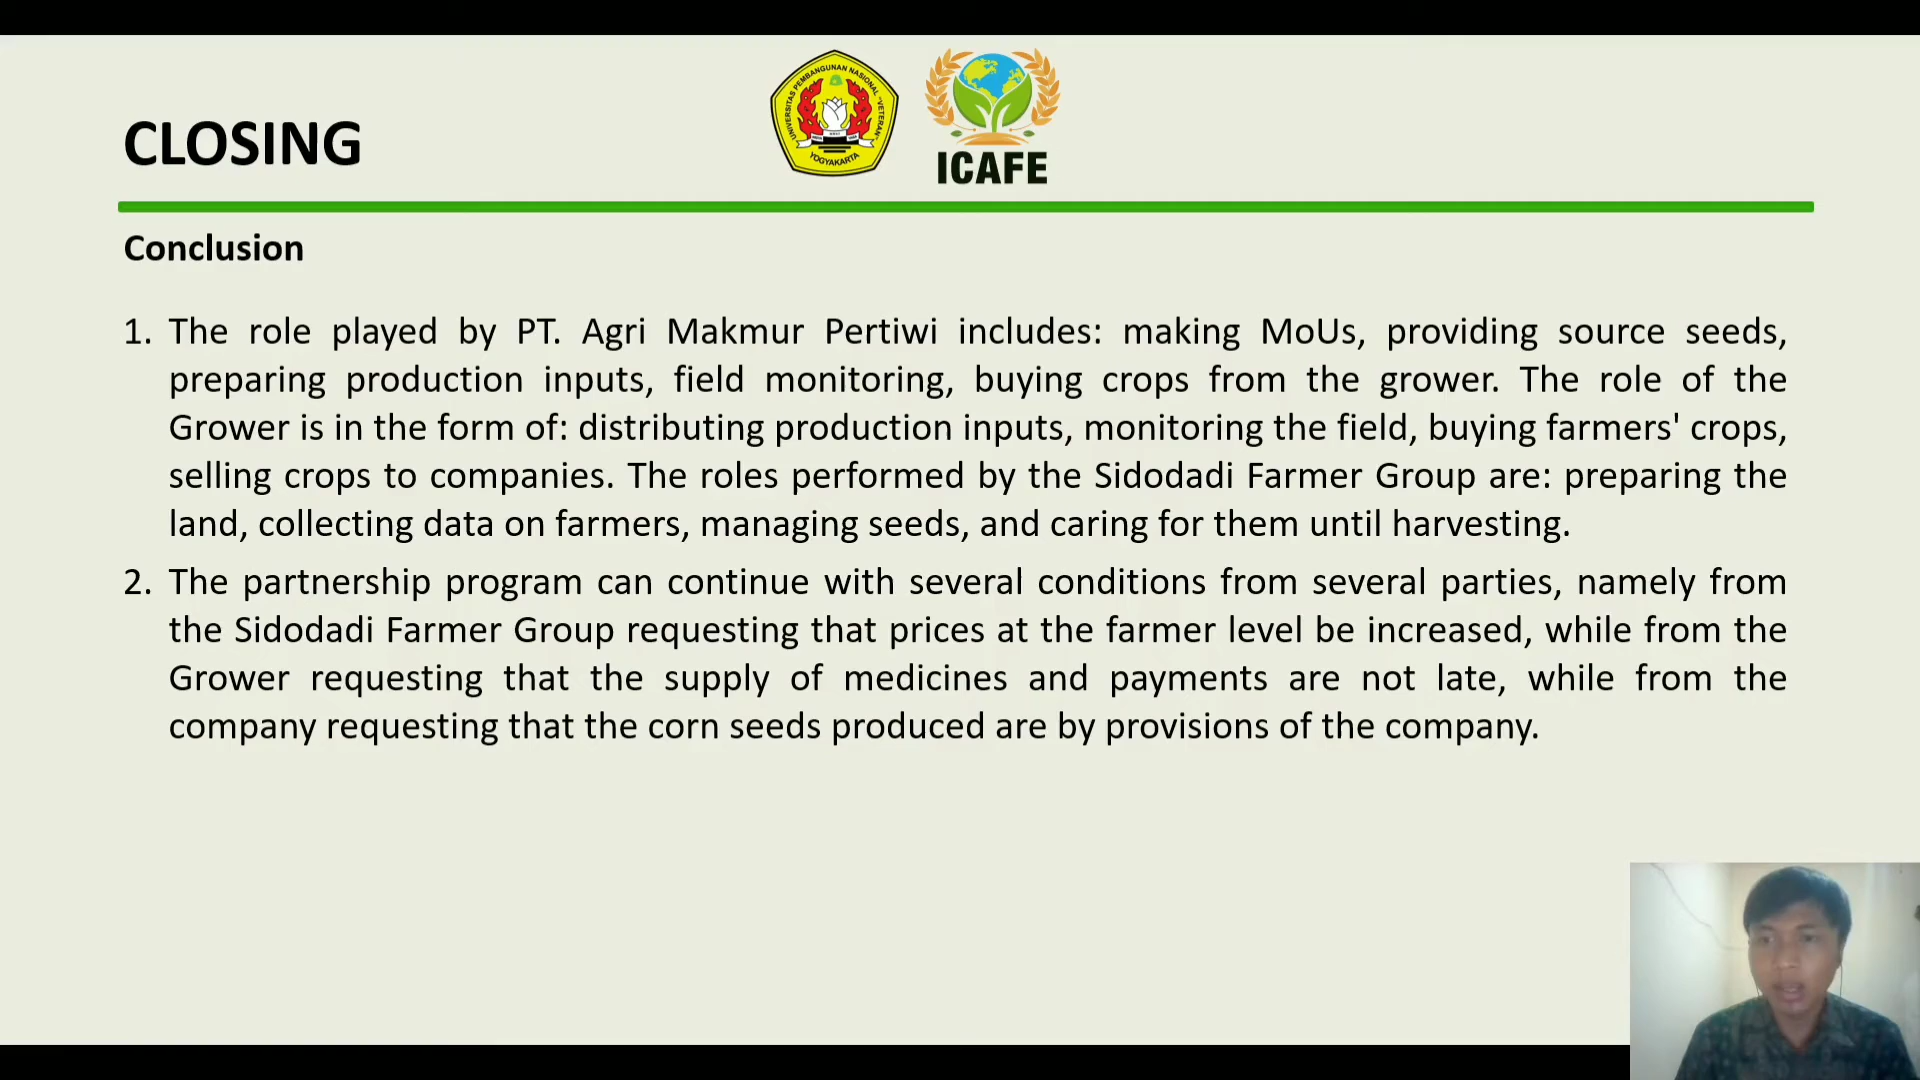 UNIVERSITAS PEMBANGUNAN NASIONAL "VETERAN"
YOGYAKARTA
ICAFE
CLOSING
Conclusion
1. The role played by PT. Agri Makmur Pertiwi includes: making MoUs, providing source seeds,
preparing production inputs, field monitoring, buying crops from the grower. The role of the
Grower is in the form of: distributing production inputs, monitoring the field, buying farmers' crops,
selling crops to companies. The roles performed by the Sidodadi Farmer Group are: preparing the
land, collecting data on farmers, managing seeds, and caring for them until harvesting.
2. The partnership program can continue with several conditions from several parties, namely from
the Sidodadi Farmer Group requesting that prices at the farmer level be increased, while from the
Grower requesting that the supply of medicines and payments are not late, while from the
company requesting that the corn seeds produced are by provisions of the company.